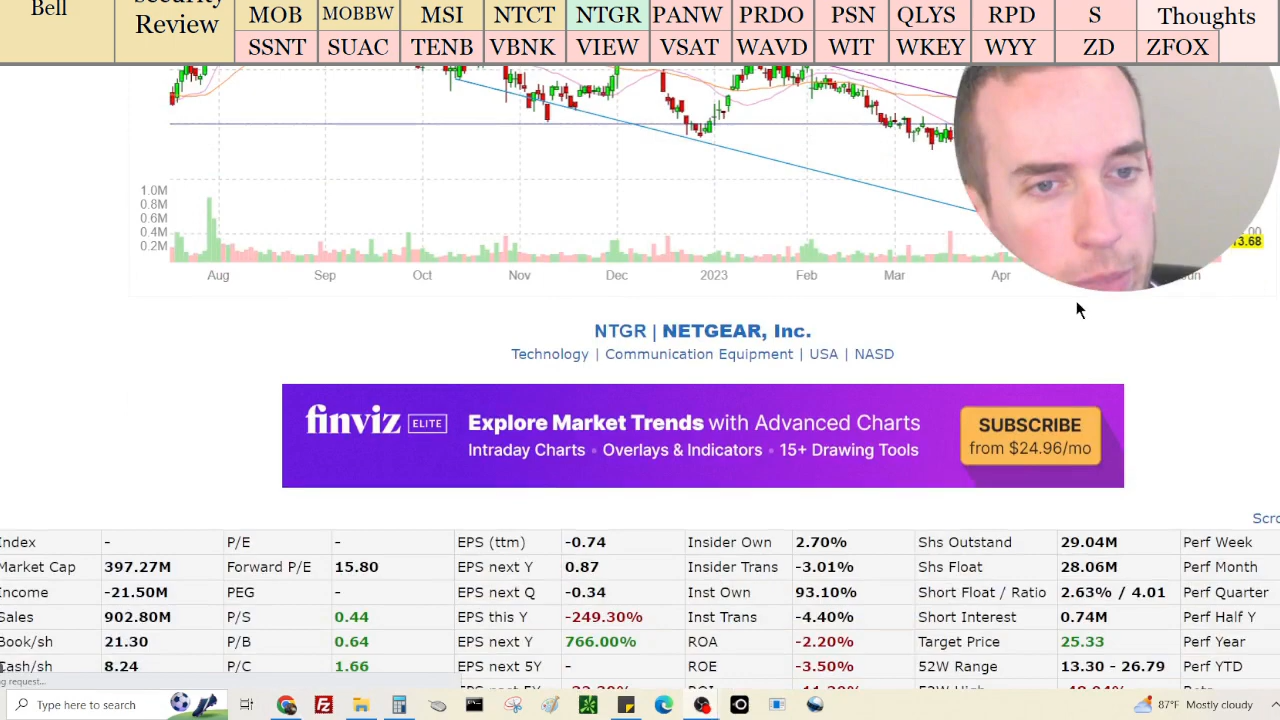 Bell
Security
Review
MOB MOBBW MSI NTCT NTGR PANW PRDO PSN QLYS RPD S Thoughts
SSNT SUAC TENB VBNK VIEW VSAT WAVD WIT WKEY WYY ZD ZFOX
1.0M
0.8M
0.6M
0.4M
0.2M
13.68
Aug Sep Oct Nov Dec 2023 Feb Mar Apr Jun
NTGR | NETGEAR, Inc.
Technology | Communication Equipment | USA | NASD
finviz ELITE
Explore Market Trends with Advanced Charts
Intraday Charts • Overlays & Indicators • 15+ Drawing Tools
SUBSCRIBE
from $24.96/mo
Index - P/E - EPS (ttm) -0.74 Insider Own 2.70% Shs Outstand 29.04M Perf Week
Market Cap 397.27M Forward P/E 15.80 EPS next Y 0.87 Insider Trans -3.01% Shs Float 28.06M Perf Month
Income -21.50M PEG - EPS next Q -0.34 Inst Own 93.10% Short Float / Ratio 2.63% / 4.01 Perf Quarter
Sales 902.80M P/S 0.44 EPS this Y -249.30% Inst Trans -4.40% Short Interest 0.74M Perf Half Y
Book/sh 21.30 P/B 0.64 EPS next Y 766.00% ROA -2.20% Target Price 25.33 Perf Year
Cash/sh 8.24 P/C 1.66 EPS next 5Y - ROE -3.50% 52W Range 13.30 - 26.79 Perf YTD
request...
Type here to search
87°F Mostly cloudy